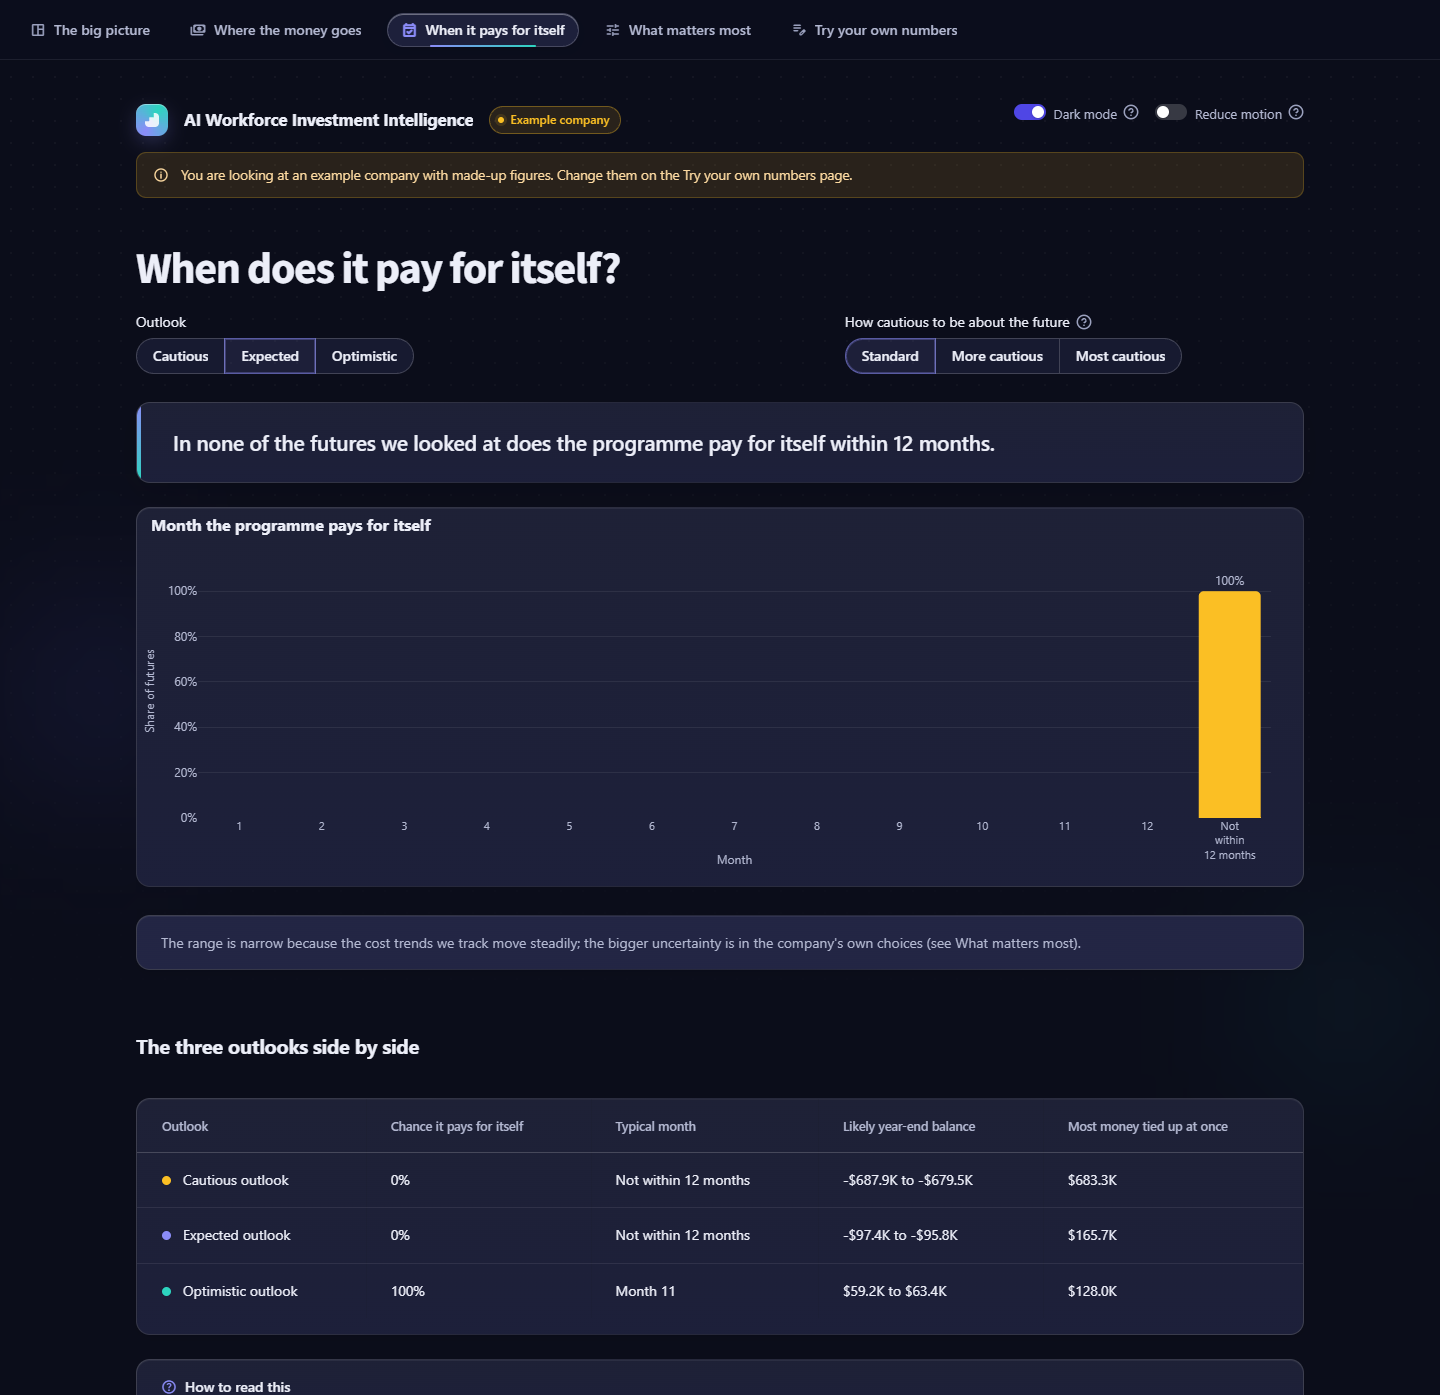 The big picture
Where the money goes
When it pays for itself
What matters most
Try your own numbers
AI Workforce Investment Intelligence
Example company
Dark mode
Reduce motion
You are looking at an example company with made-up figures. Change them on the Try your own numbers page.
When does it pay for itself?
Outlook
Cautious
Expected
Optimistic
How cautious to be about the future
Standard
More cautious
Most cautious
In none of the futures we looked at does the programme pay for itself within 12 months.
Month the programme pays for itself
Share of futures
100%
80%
60%
40%
20%
0%
100%
1 2 3 4 5 6 7 8 9 10 11 12
Not
within
12 months
Month
The range is narrow because the cost trends we track move steadily; the bigger uncertainty is in the company's own choices (see What matters most).
The three outlooks side by side
Outlook Chance it pays for itself Typical month Likely year-end balance Most money tied up at once
Cautious outlook 0% Not within 12 months -$687.9K to -$679.5K $683.3K
Expected outlook 0% Not within 12 months -$97.4K to -$95.8K $165.7K
Optimistic outlook 100% Month 11 $59.2K to $63.4K $128.0K
How to read this